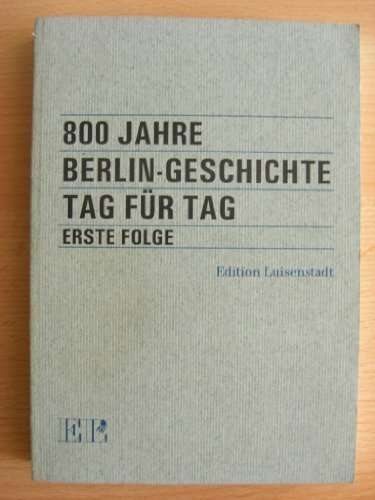 800 JAHRE
BERLIN-GESCHICHTE
TAG FÜR TAG
ERSTE FOLGE
Edition Luisenstadt
EL